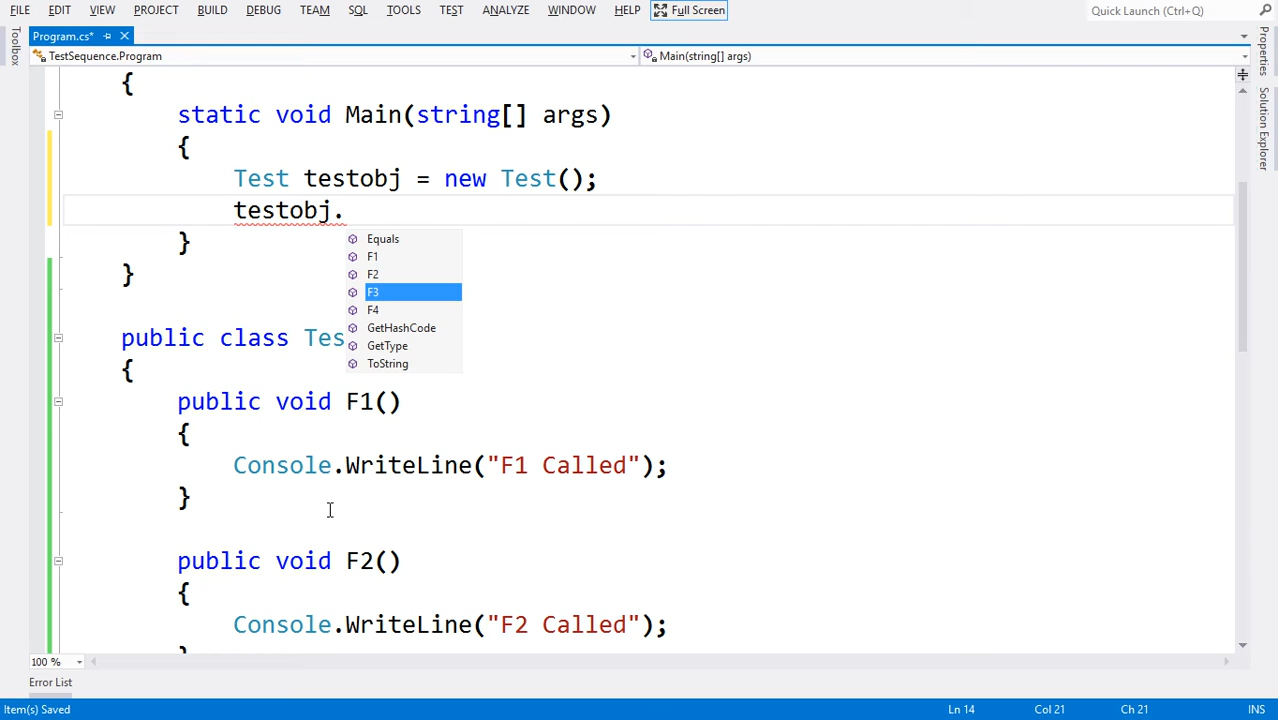 FILE EDIT VIEW PROJECT BUILD DEBUG TEAM SQL TOOLS TEST ANALYZE WINDOW HELP Full Screen Quick Launch (Ctrl+Q)
Program.cs*
TestSequence.Program Main(string[] args)
Toolbox
Properties
Solution Explorer
{
static void Main(string[] args)
{
Test testobj = new Test();
testobj.
}
}
Equals
F1
F2
F3
F4
GetHashCode
GetType
ToString
public class Tes
{
public void F1()
{
Console.WriteLine("F1 Called");
}
public void F2()
{
Console.WriteLine("F2 Called");
}
100 %
Error List
Item(s) Saved Ln 14 Col 21 Ch 21 INS